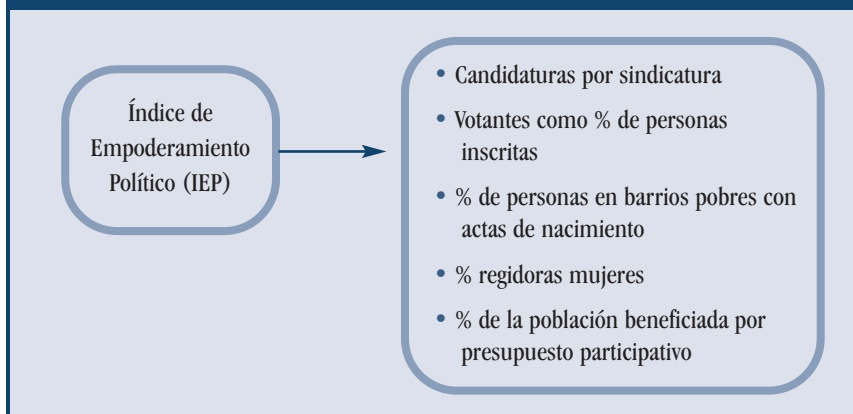 Índice de
Empoderamiento
Político (IEP)
• Candidaturas por sindicatura
• Votantes como % de personas
inscritas
• % de personas en barrios pobres con
actas de nacimiento
• % regidoras mujeres
• % de la población beneficiada por
presupuesto participativo